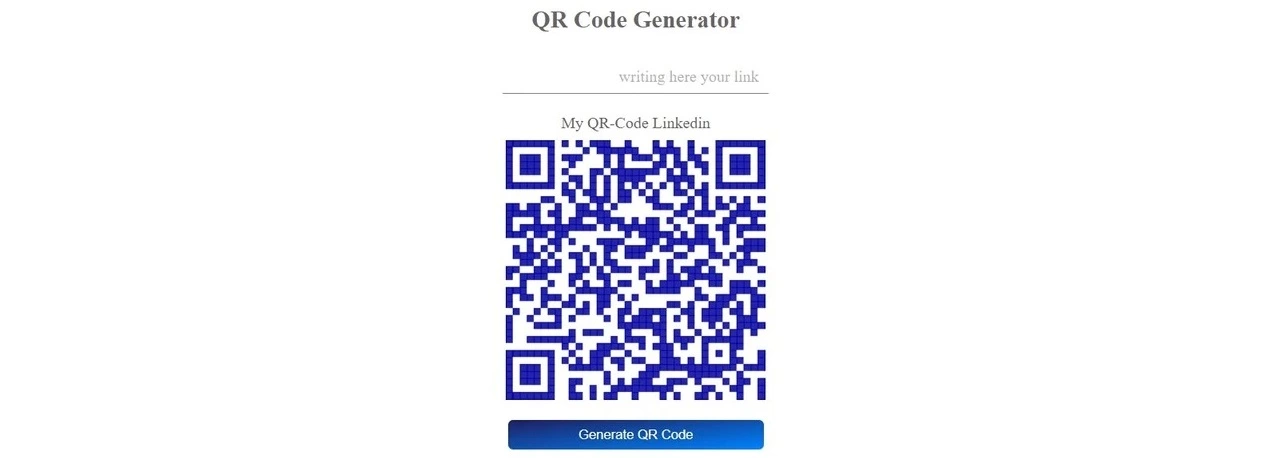 QR Code Generator
writing here your link
My QR-Code Linkedin
Generate QR Code